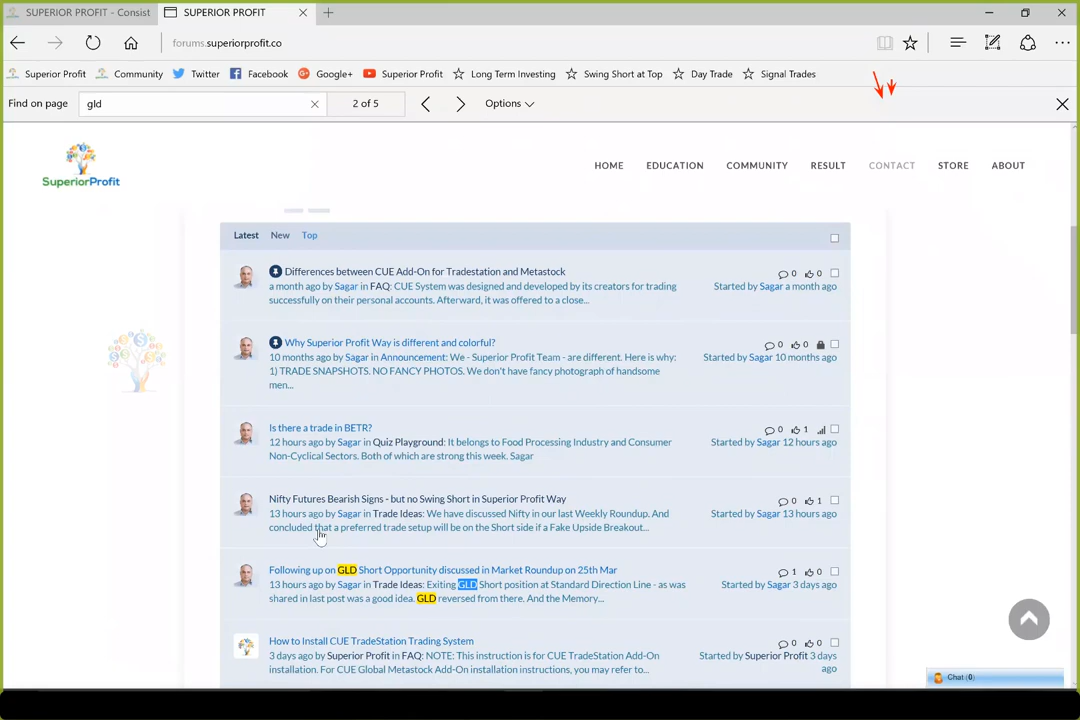 SUPERIOR PROFIT - Consist
SUPERIOR PROFIT
forums.superiorprofit.co
Superior Profit Community Twitter Facebook Google+ Superior Profit Long Term Investing Swing Short at Top Day Trade Signal Trades
Find on page gld 2 of 5 Options
SuperiorProfit
HOME EDUCATION COMMUNITY RESULT CONTACT STORE ABOUT
Latest New Top
Differences between CUE Add-On for Tradestation and Metastock
0 0
a month ago by Sagar in FAQ: CUE System was designed and developed by its creators for trading
successfully on their personal accounts. Afterward, it was offered to a close...
Started by Sagar a month ago
Why Superior Profit Way is different and colorful?
0 0
10 months ago by Sagar in Announcement: We - Superior Profit Team - are different. Here is why:
1) TRADE SNAPSHOTS. NO FANCY PHOTOS. We don't have fancy photograph of handsome
men...
Started by Sagar 10 months ago
Is there a trade in BETR?
0 1
12 hours ago by Sagar in Quiz Playground: It belongs to Food Processing Industry and Consumer
Non-Cyclical Sectors. Both of which are strong this week. Sagar
Started by Sagar 12 hours ago
Nifty Futures Bearish Signs - but no Swing Short in Superior Profit Way
0 1
13 hours ago by Sagar in Trade Ideas: We have discussed Nifty in our last Weekly Roundup. And
concluded that a preferred trade setup will be on the Short side if a Fake Upside Breakout...
Started by Sagar 13 hours ago
Following up on GLD Short Opportunity discussed in Market Roundup on 25th Mar
1 0
13 hours ago by Sagar in Trade Ideas: Exiting GLD Short position at Standard Direction Line - as was
shared in last post was a good idea. GLD reversed from there. And the Memory...
Started by Sagar 3 days ago
How to Install CUE TradeStation Trading System
0 0
3 days ago by Superior Profit in FAQ: NOTE: This instruction is for CUE TradeStation Add-On
installation. For CUE Global Metastock Add-On installation instructions, you may refer to...
Started by Superior Profit 3 days
ago
Chat (0)